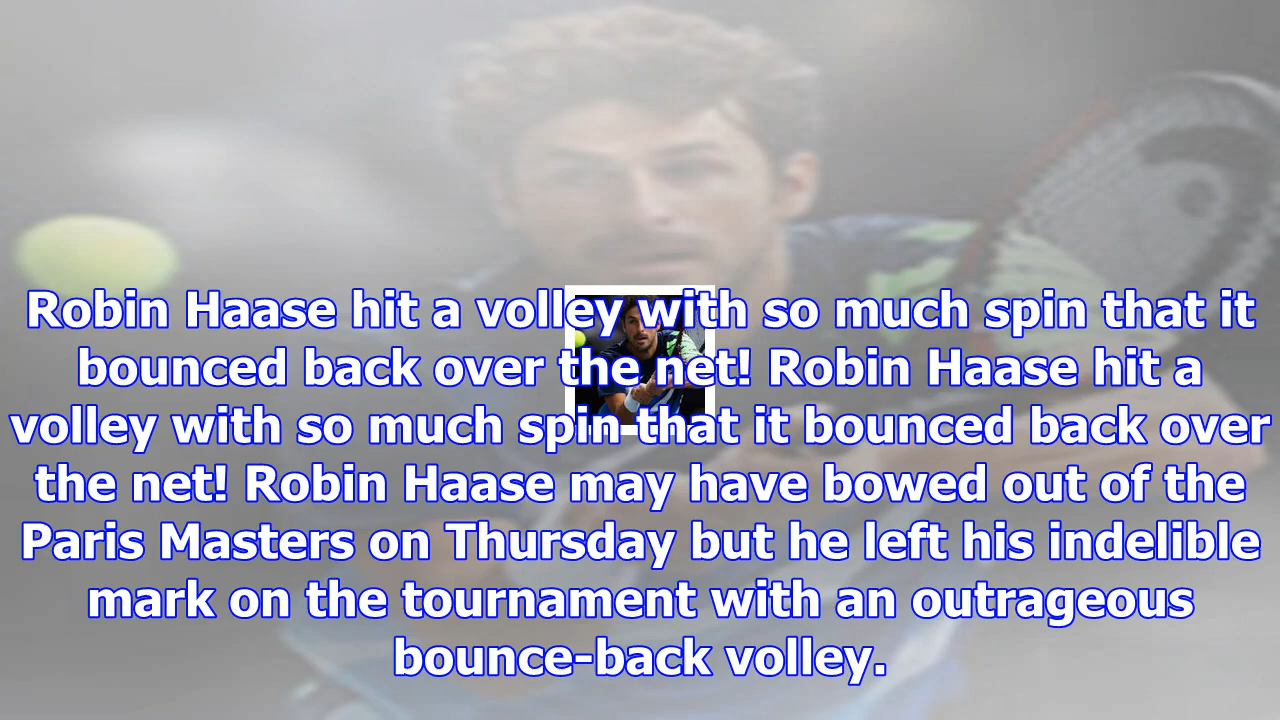 Robin Haase hit a volley with so much spin that it
bounced back over the net! Robin Haase hit a
volley with so much spin that it bounced back over
the net! Robin Haase may have bowed out of the
Paris Masters on Thursday but he left his indelible
mark on the tournament with an outrageous
bounce-back volley.